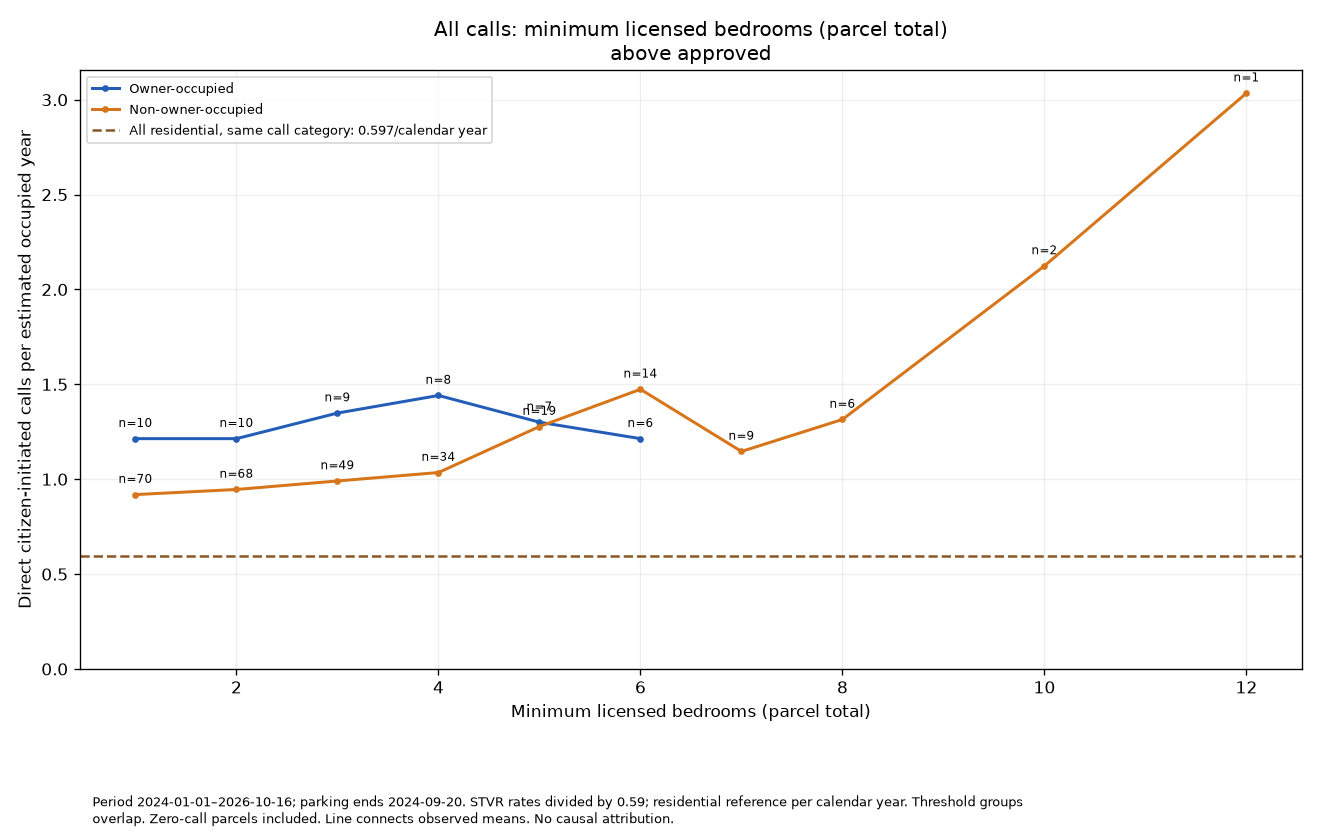 All calls: minimum licensed bedrooms (parcel total)
above approved
Owner-occupied
Non-owner-occupied
All residential, same call category: 0.597/calendar year
Direct citizen-initiated calls per estimated occupied year
3.0
2.5
2.0
1.5
1.0
0.5
0.0
n=10
n=10
n=9
n=8
n=7
n=6
n=70
n=68
n=49
n=34
n=19
n=14
n=9
n=6
n=2
n=1
2
4
6
8
10
12
Minimum licensed bedrooms (parcel total)
Period 2024-01-01–2026-10-16; parking ends 2024-09-20. STVR rates divided by 0.59; residential reference per calendar year. Threshold groups
overlap. Zero-call parcels included. Line connects observed means. No causal attribution.